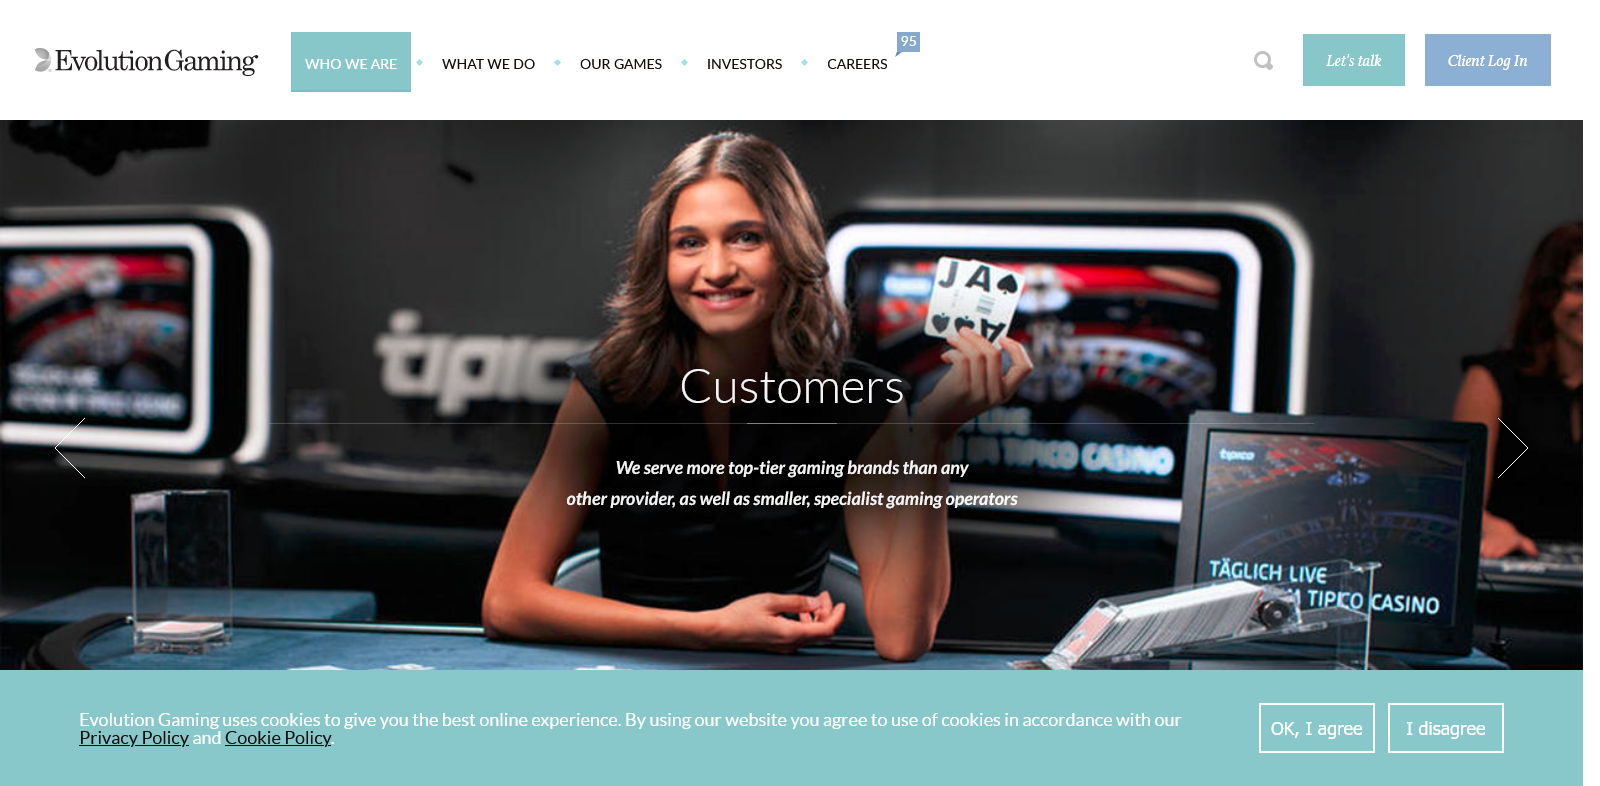 Evolution Gaming
WHO WE ARE
WHAT WE DO
OUR GAMES
INVESTORS
CAREERS
95
Let's talk
Client Log In
JA
A
tipico
Customers
We serve more top-tier gaming brands than any
other provider, as well as smaller, specialist gaming operators
TIPICO CASINO
tipico
TÄGLICH LIVE
TIPICO CASINO
Evolution Gaming uses cookies to give you the best online experience. By using our website you agree to use of cookies in accordance with our
Privacy Policy and Cookie Policy.
OK, I agree
I disagree